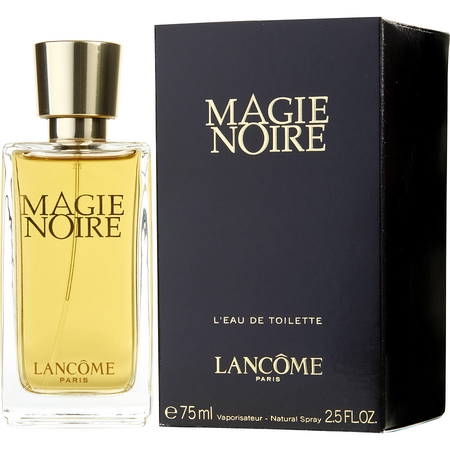 MAGIE
NOIRE
MAGIE
NOIRE
LANCÔME
PARIS
L'EAU DE TOILETTE
LANCÔME
PARIS
℮ 75 ml Vaporisateur - Natural Spray 2.5 FL.OZ.